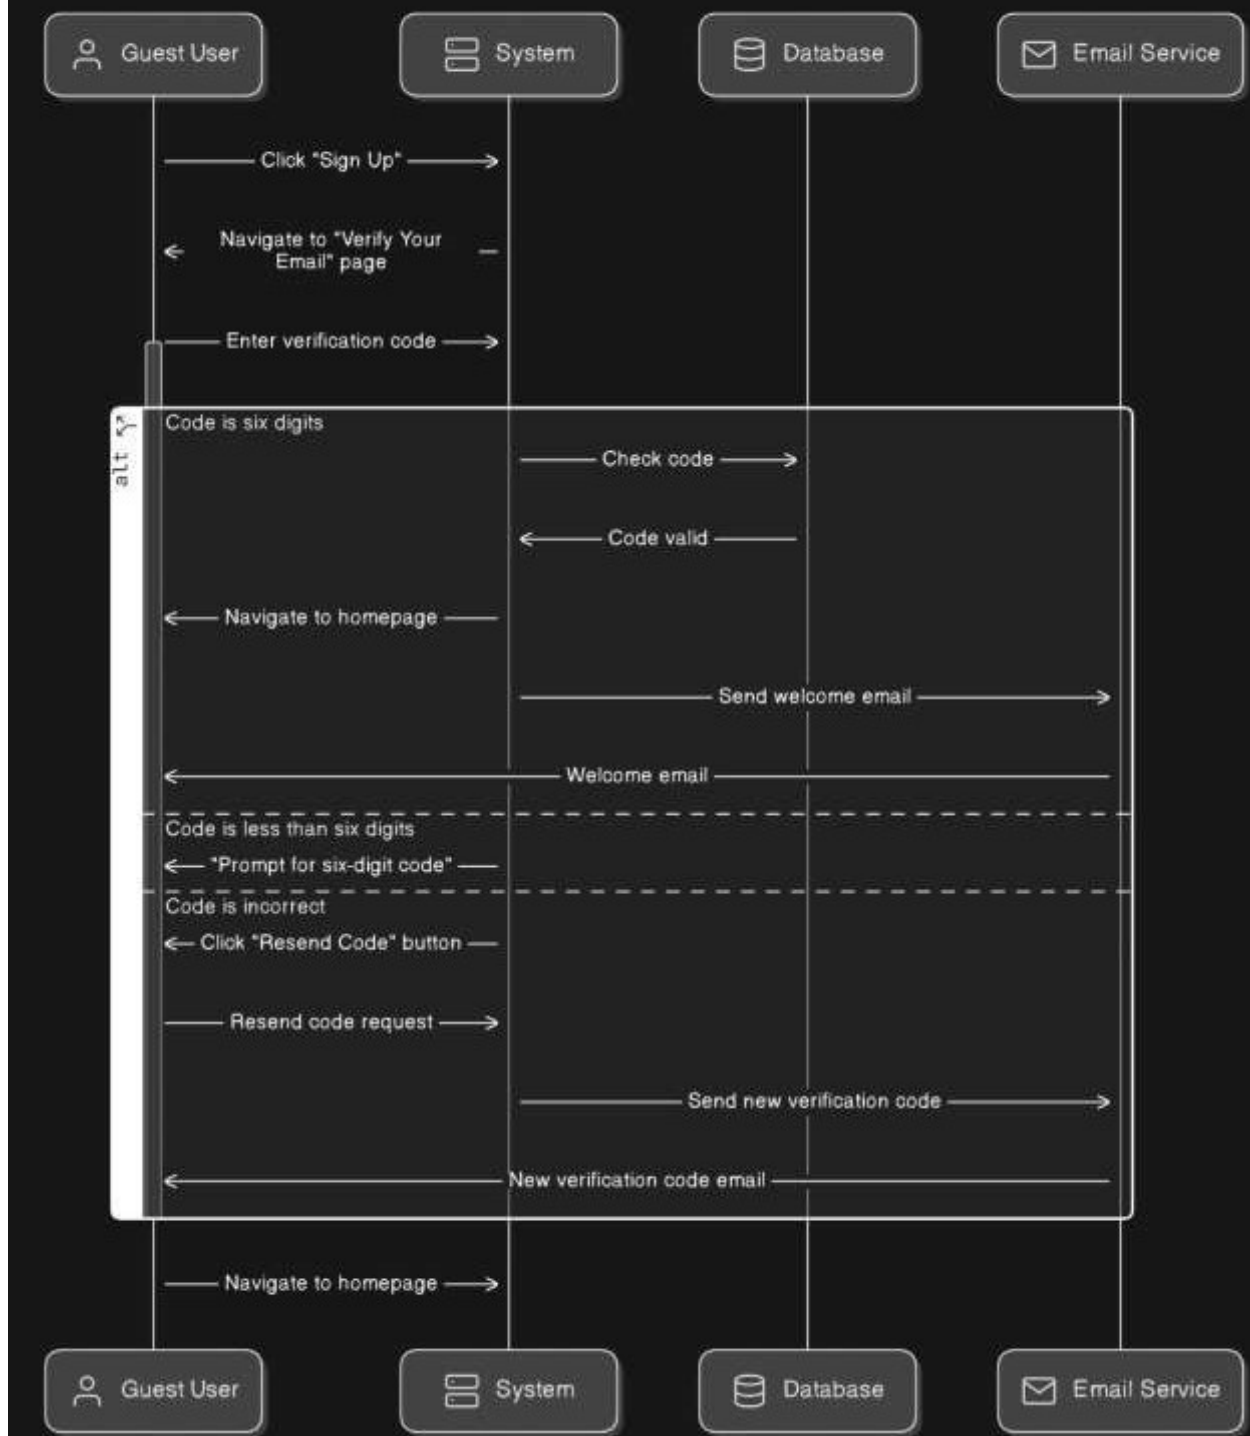 Guest User
System
Database
Email Service
Click "Sign Up"
Navigate to "Verify Your
Email" page
Enter verification code
alt
Code is six digits
Check code
Code valid
Navigate to homepage
Send welcome email
Welcome email
Code is less than six digits
"Prompt for six-digit code"
Code is incorrect
Click "Resend Code" button
Resend code request
Send new verification code
New verification code email
Navigate to homepage
Guest User
System
Database
Email Service